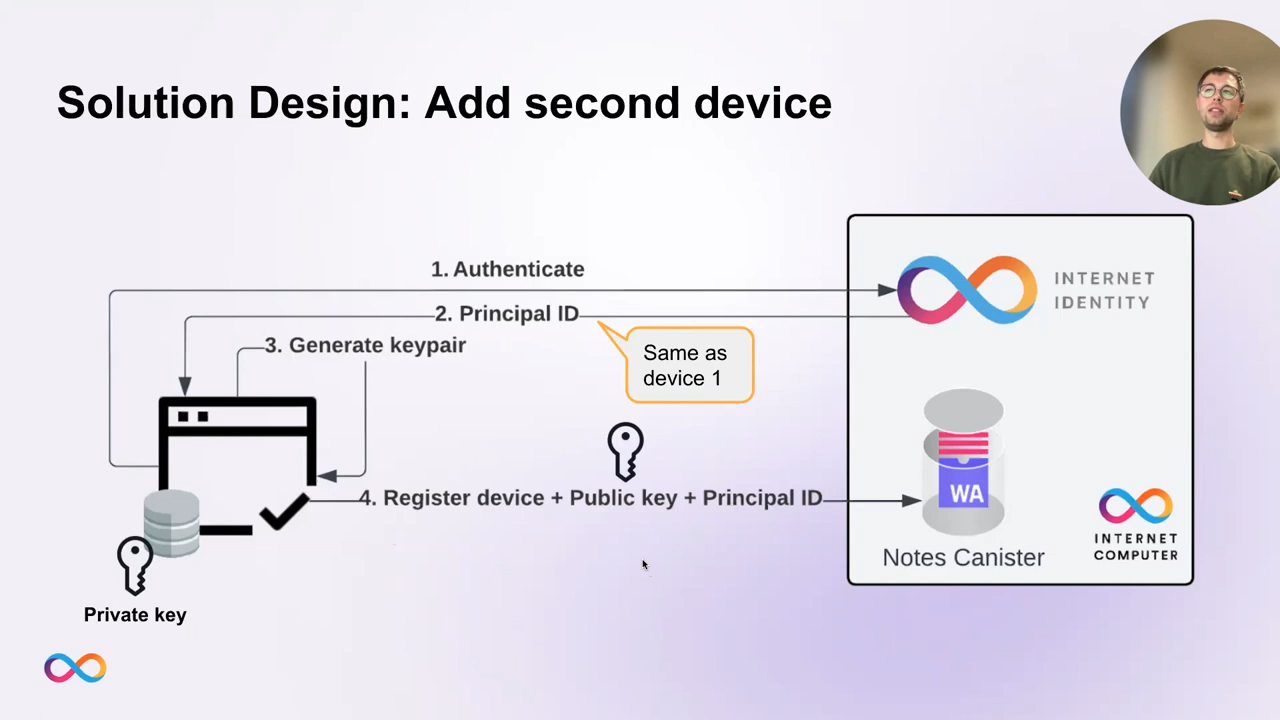 Solution Design: Add second device
1. Authenticate
2. Principal ID
3. Generate keypair
Same as
device 1
4. Register device + Public key + Principal ID
Private key
INTERNET
IDENTITY
WA
Notes Canister
INTERNET
COMPUTER